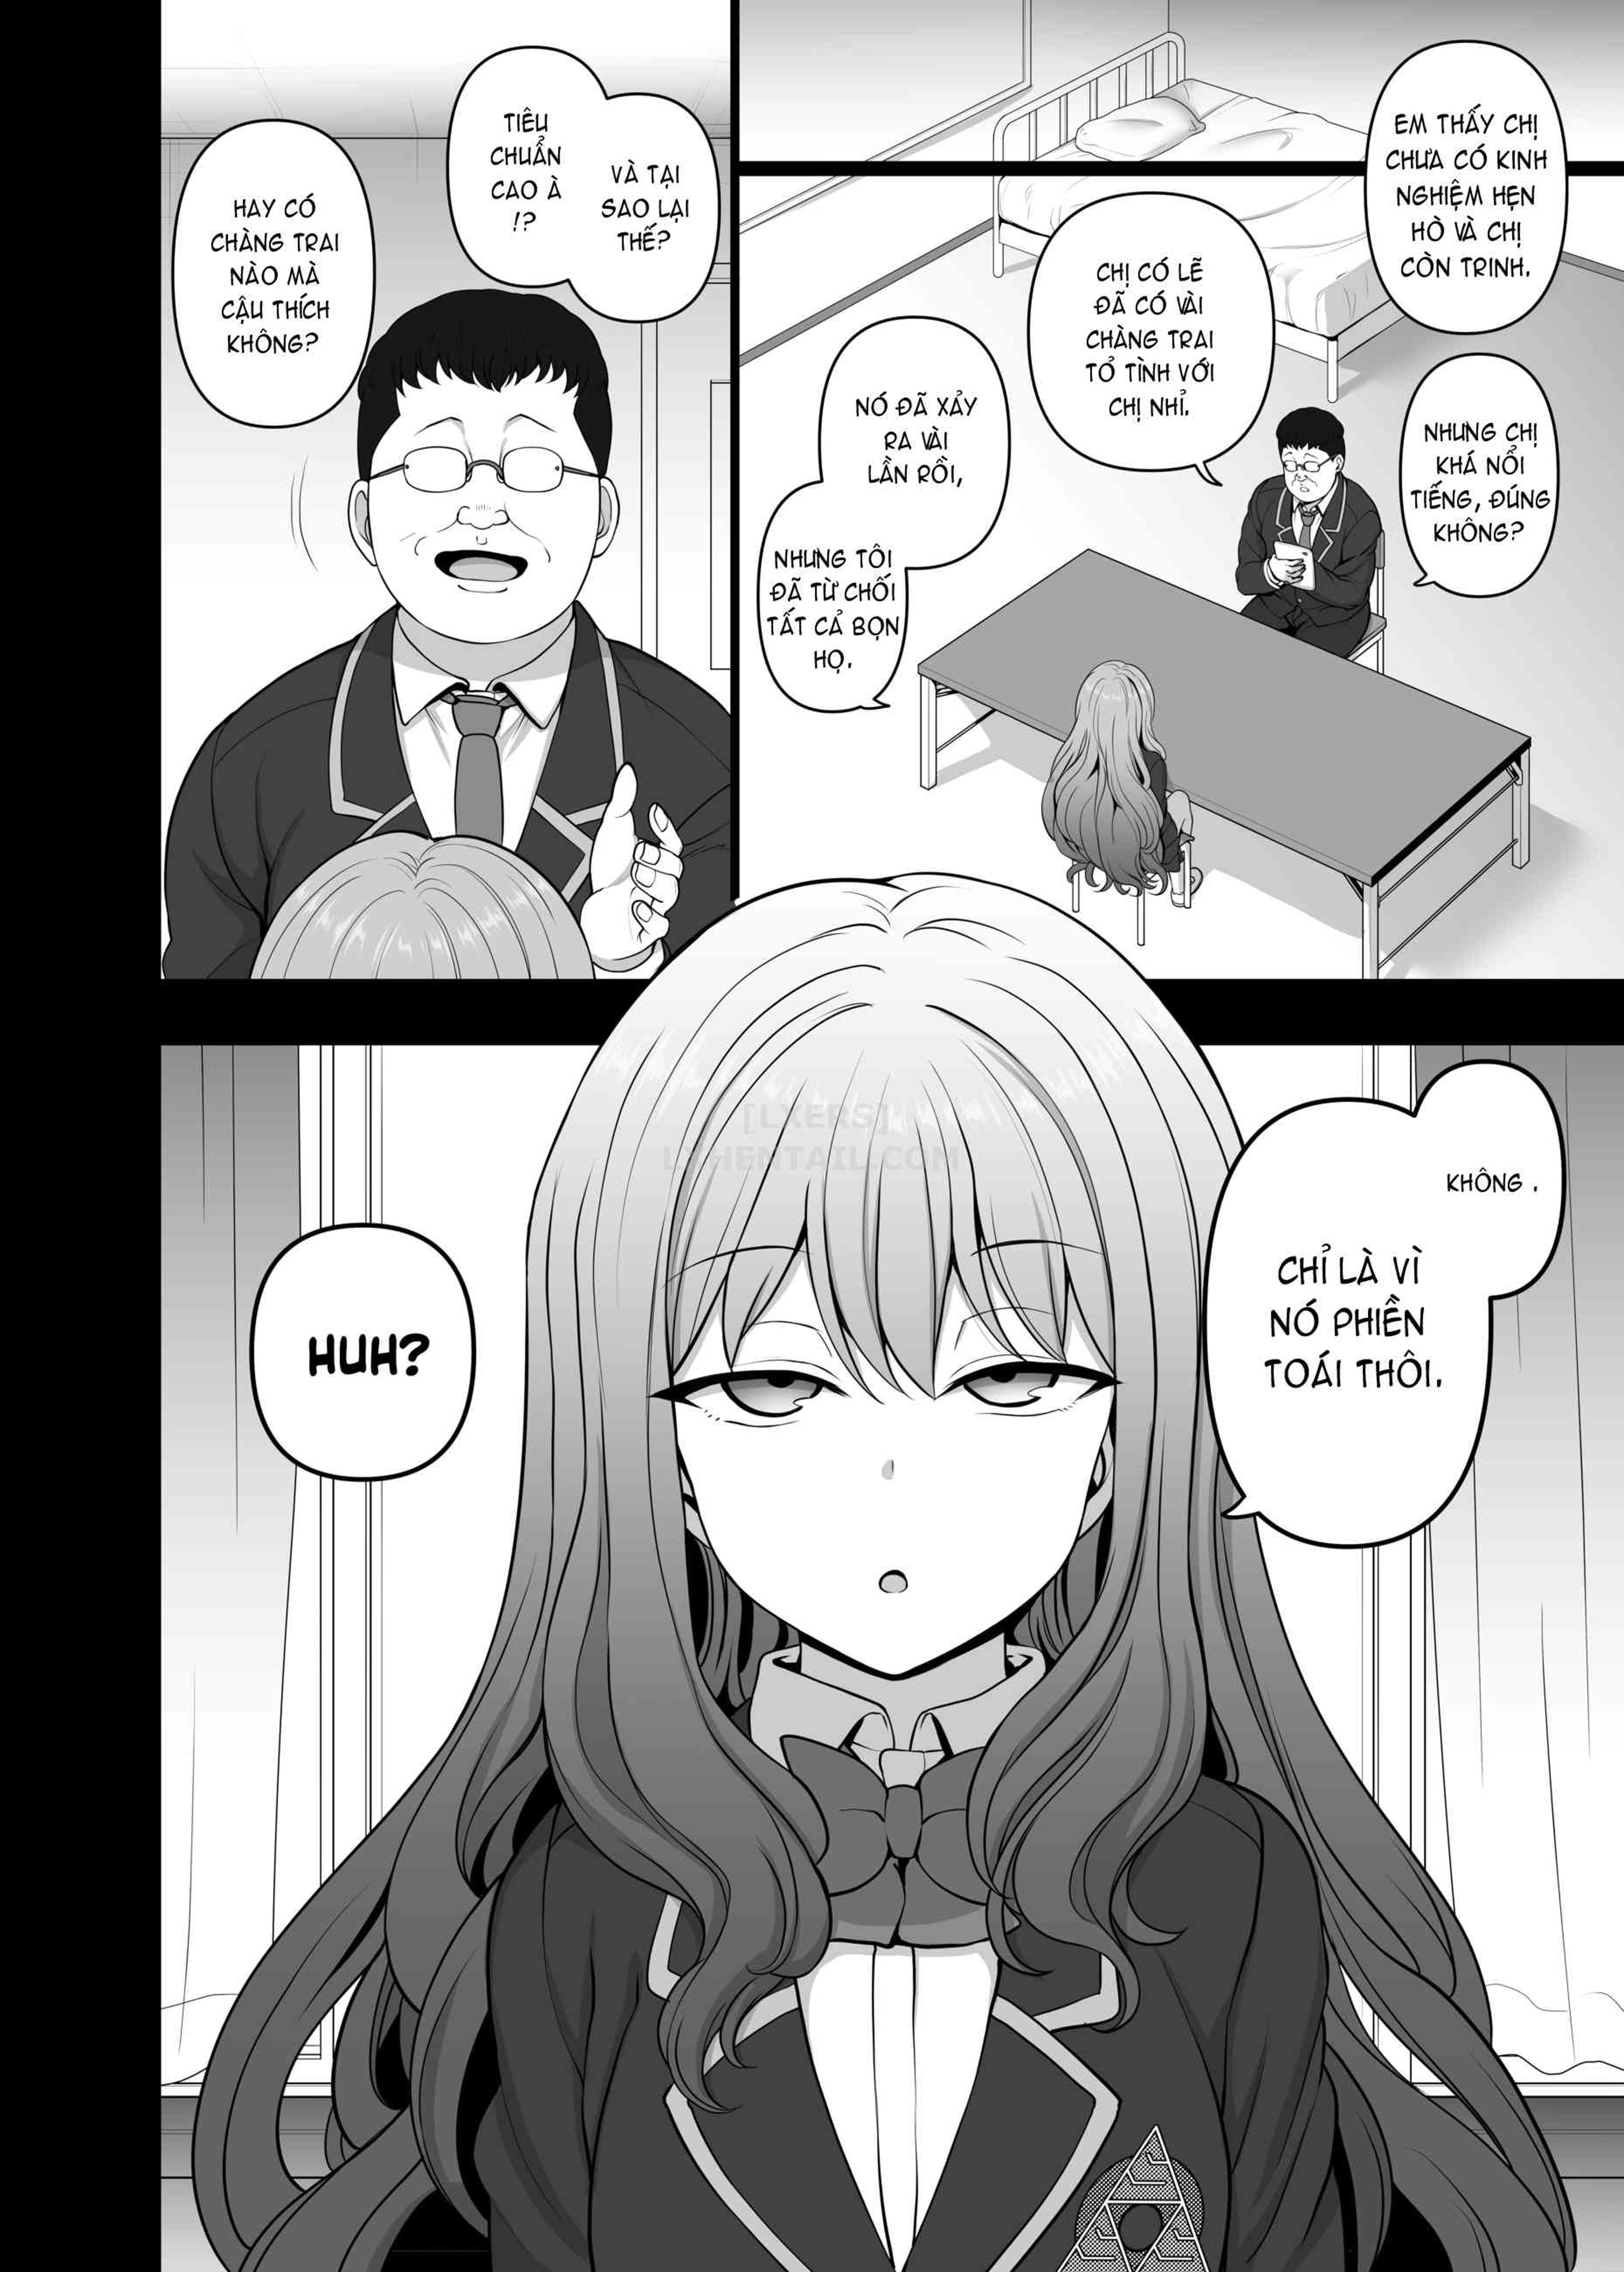 EM THẤY CHỊ
CHƯA CÓ KINH
NGHIỆM HẸN
HÒ VÀ CHỊ
CÒN TRINH.
NHƯNG CHỊ
KHÁ NỔI
TIẾNG, ĐÚNG
KHÔNG?
CHỊ CÓ LẼ
ĐÃ CÓ VÀI
CHÀNG TRAI
TỎ TÌNH VỚI
CHỊ NHỈ.
NÓ ĐÃ XẢY
RA VÀI
LẦN RỒI,
NHƯNG TÔI
ĐÃ TỪ CHỐI
TẤT CẢ BỌN
HỌ.
VÀ TẠI
SAO LẠI
THẾ?
TIÊU
CHUẨN
CAO À
!?
HAY CÓ
CHÀNG TRAI
NÀO MÀ
CẬU THÍCH
KHÔNG?
KHÔNG .
CHỈ LÀ VÌ
NÓ PHIỀN
TOÁI THÔI.
HUH?
[LXERS]
LXHENTAII.COM